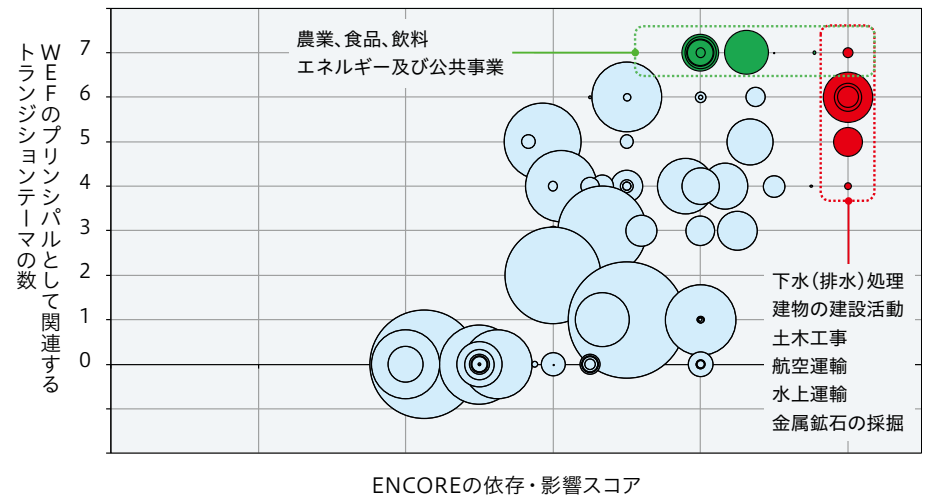 WEFのプリンシパルとして関連する
トランジションテーマの数
7
6
5
4
3
2
1
0
農業、食品、飲料
エネルギー及び公共事業
下水（排水）処理
建物の建設活動
土木工事
航空運輸
水上運輸
金属鉱石の採掘
ENCOREの依存・影響スコア